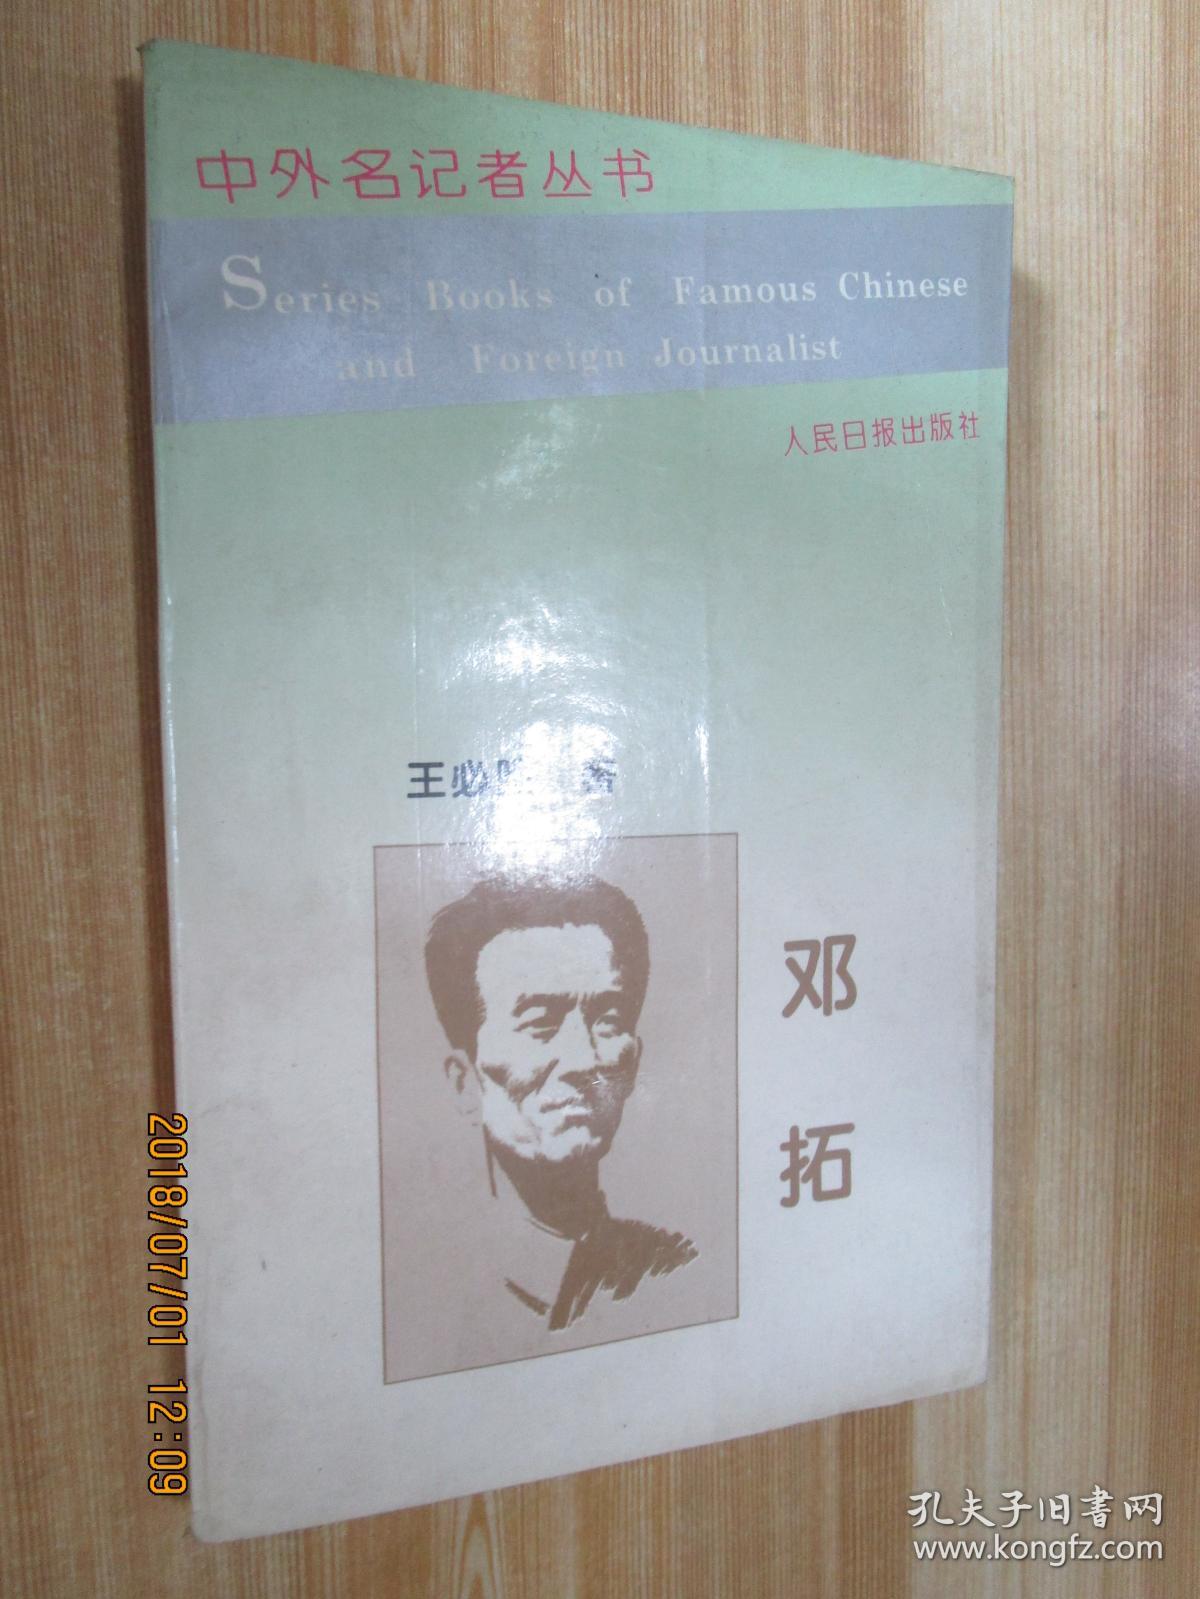 中外名记者丛书
Series Books of Famous Chinese
and Foreign Journalist
人民日报出版社
王必 著
邓
拓
2018/07/01 12:09
孔夫子旧书网
www.kongfz.com